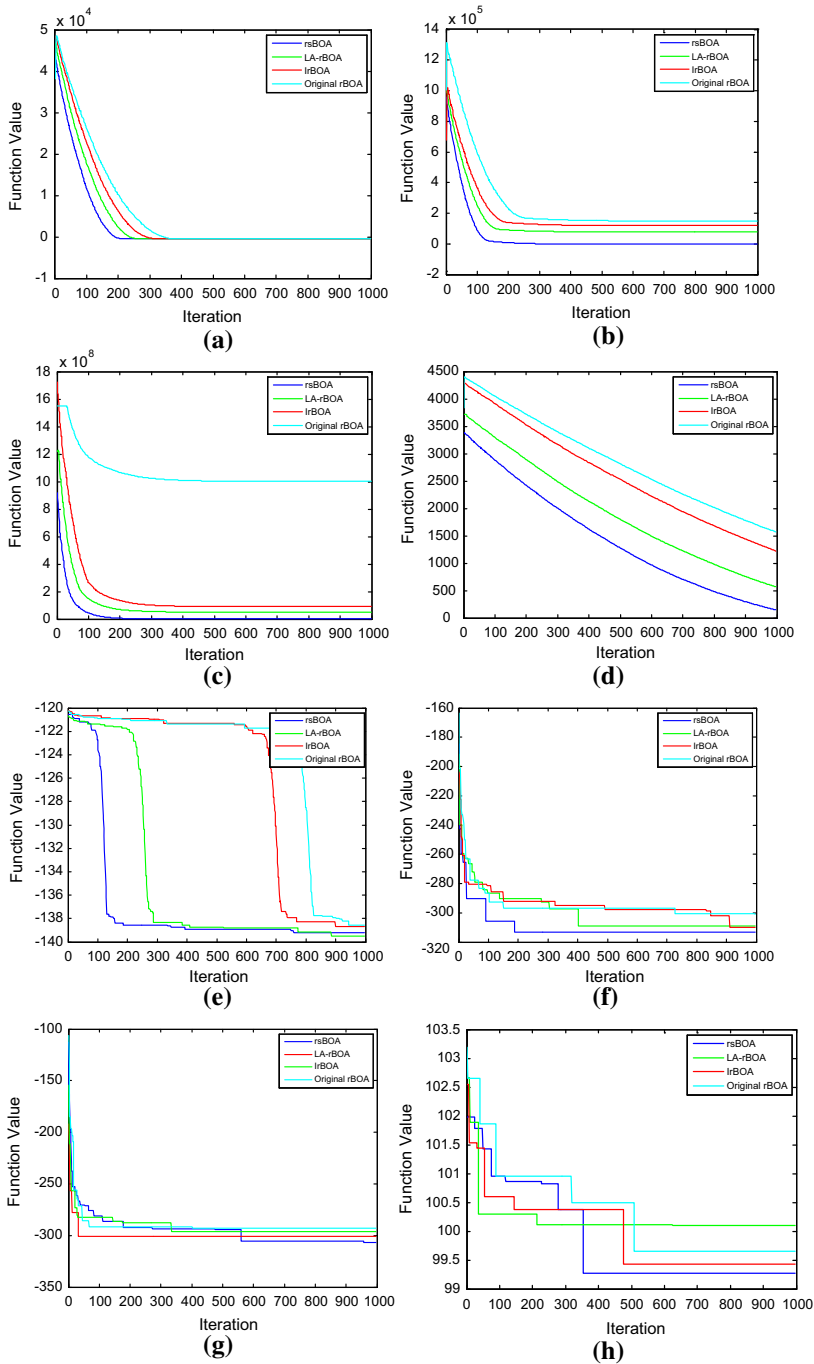 x 10^4
5
4
3
2
1
0
-1
Function Value
0 100 200 300 400 500 600 700 800 900 1000
Iteration
rsBOA
LA-rBOA
IrBOA
Original rBOA
(a)
x 10^5
14
12
10
8
6
4
2
0
-2
Function Value
0 100 200 300 400 500 600 700 800 900 1000
Iteration
rsBOA
LA-rBOA
IrBOA
Original rBOA
(b)
x 10^8
18
16
14
12
10
8
6
4
2
0
Function Value
0 100 200 300 400 500 600 700 800 900 1000
Iteration
rsBOA
LA-rBOA
IrBOA
Original rBOA
(c)
4500
4000
3500
3000
2500
2000
1500
1000
500
0
Function Value
0 100 200 300 400 500 600 700 800 900 1000
Iteration
rsBOA
LA-rBOA
IrBOA
Original rBOA
(d)
-120
-122
-124
-126
-128
-130
-132
-134
-136
-138
-140
Function Value
0 100 200 300 400 500 600 700 800 900 1000
Iteration
rsBOA
LA-rBOA
IrBOA
Original rBOA
(e)
-160
-180
-200
-220
-240
-260
-280
-300
-320
Function Value
0 100 200 300 400 500 600 700 800 900 1000
Iteration
rsBOA
LA-rBOA
IrBOA
Original rBOA
(f)
-100
-150
-200
-250
-300
-350
Function Value
0 100 200 300 400 500 600 700 800 900 1000
Iteration
rsBOA
LA-rBOA
IrBOA
Original rBOA
(g)
103.5
103
102.5
102
101.5
101
100.5
100
99.5
99
Function Value
0 100 200 300 400 500 600 700 800 900 1000
Iteration
rsBOA
LA-rBOA
IrBOA
Original rBOA
(h)